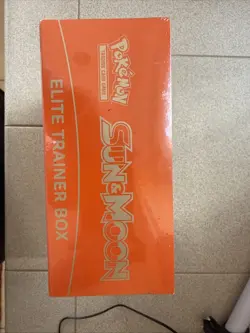 POKéMON
TRADING CARD GAME
SUN & MOON
ELITE TRAINER BOX